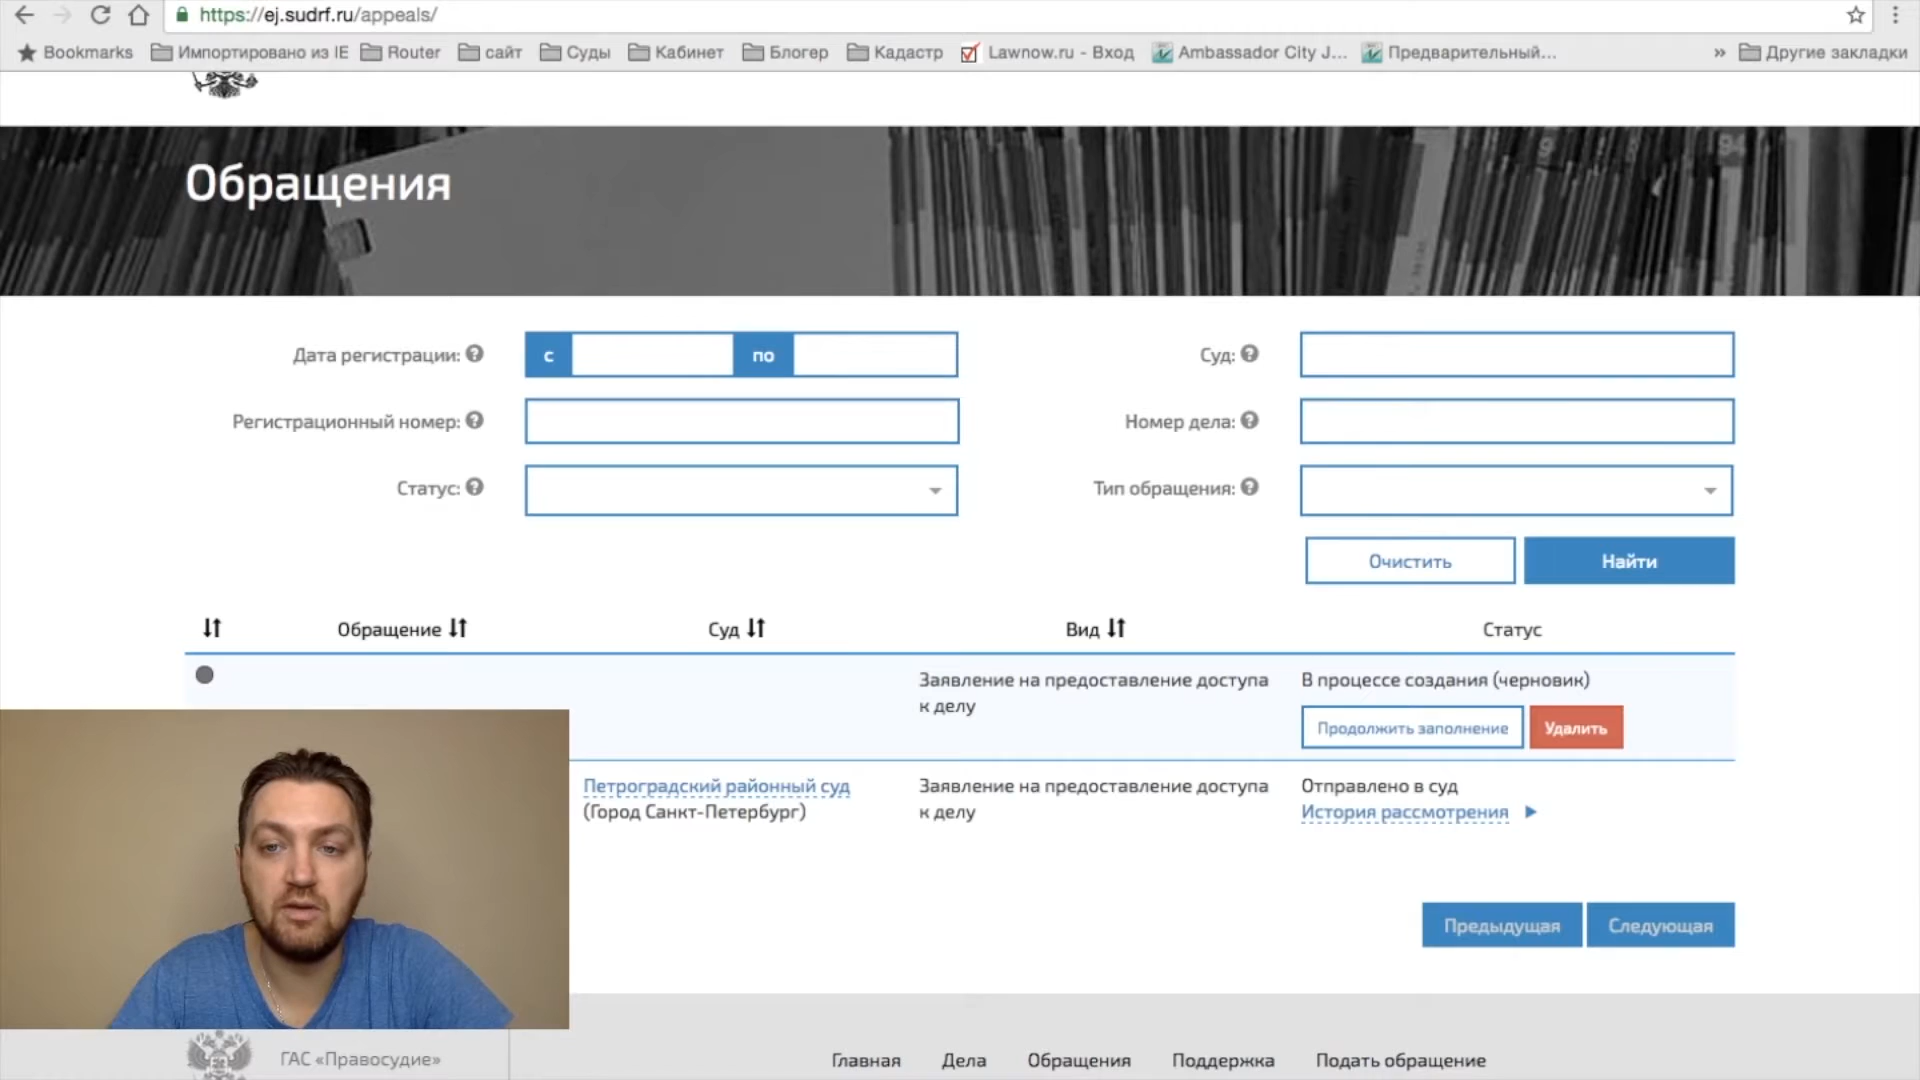 https://ej.sudrf.ru/appeals/
Bookmarks Импортировано из IE Router сайт Суды Кабинет Блогер Кадастр Lawnow.ru - Вход Ambassador City J... Предварительный... » Другие закладки
Обращения
Дата регистрации: с по Суд:
Регистрационный номер: Номер дела:
Статус: Тип обращения:
Очистить Найти
Обращение Суд Вид Статус
Заявление на предоставление доступа В процессе создания (черновик)
к делу
Продолжить заполнение Удалить
Петроградский районный суд Заявление на предоставление доступа Отправлено в суд
(Город Санкт-Петербург) к делу История рассмотрения
Предыдущая Следующая
ГАС «Правосудие» Главная Дела Обращения Поддержка Подать обращение